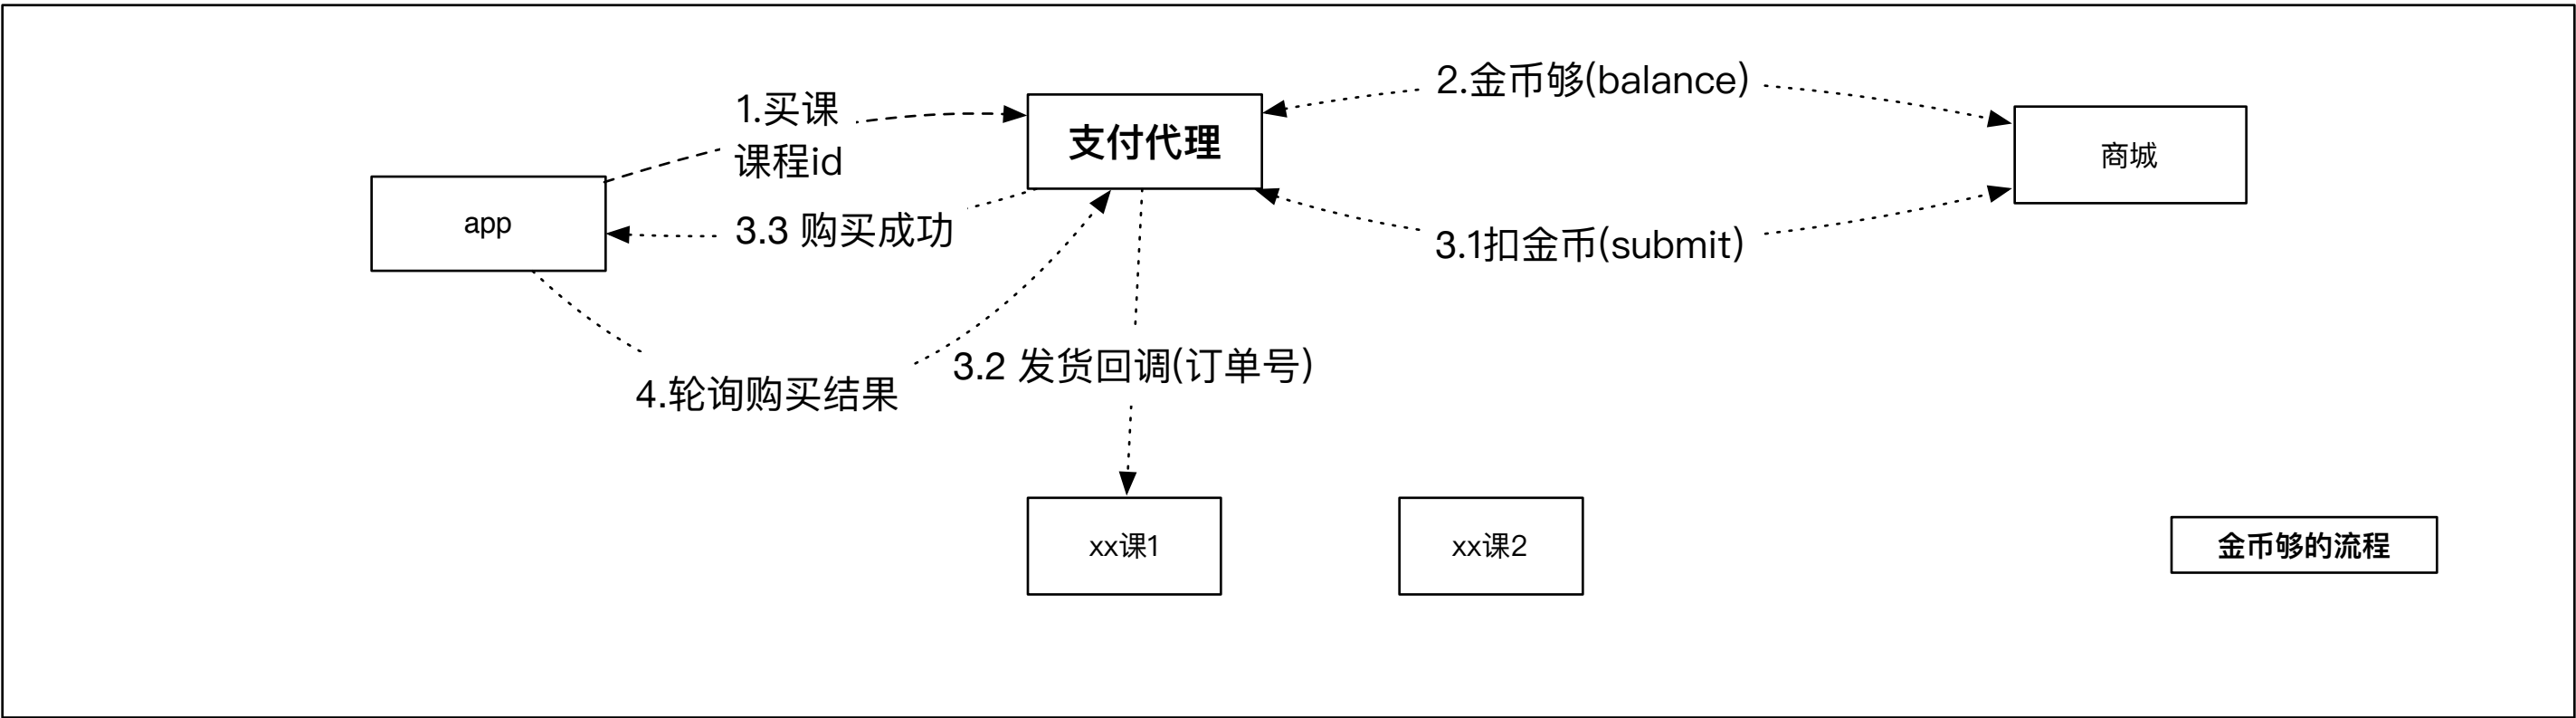 1.买课
课程id
支付代理
2.金币够(balance)
商城
app
3.3 购买成功
3.1扣金币(submit)
3.2 发货回调(订单号)
4.轮询购买结果
xx课1
xx课2
金币够的流程